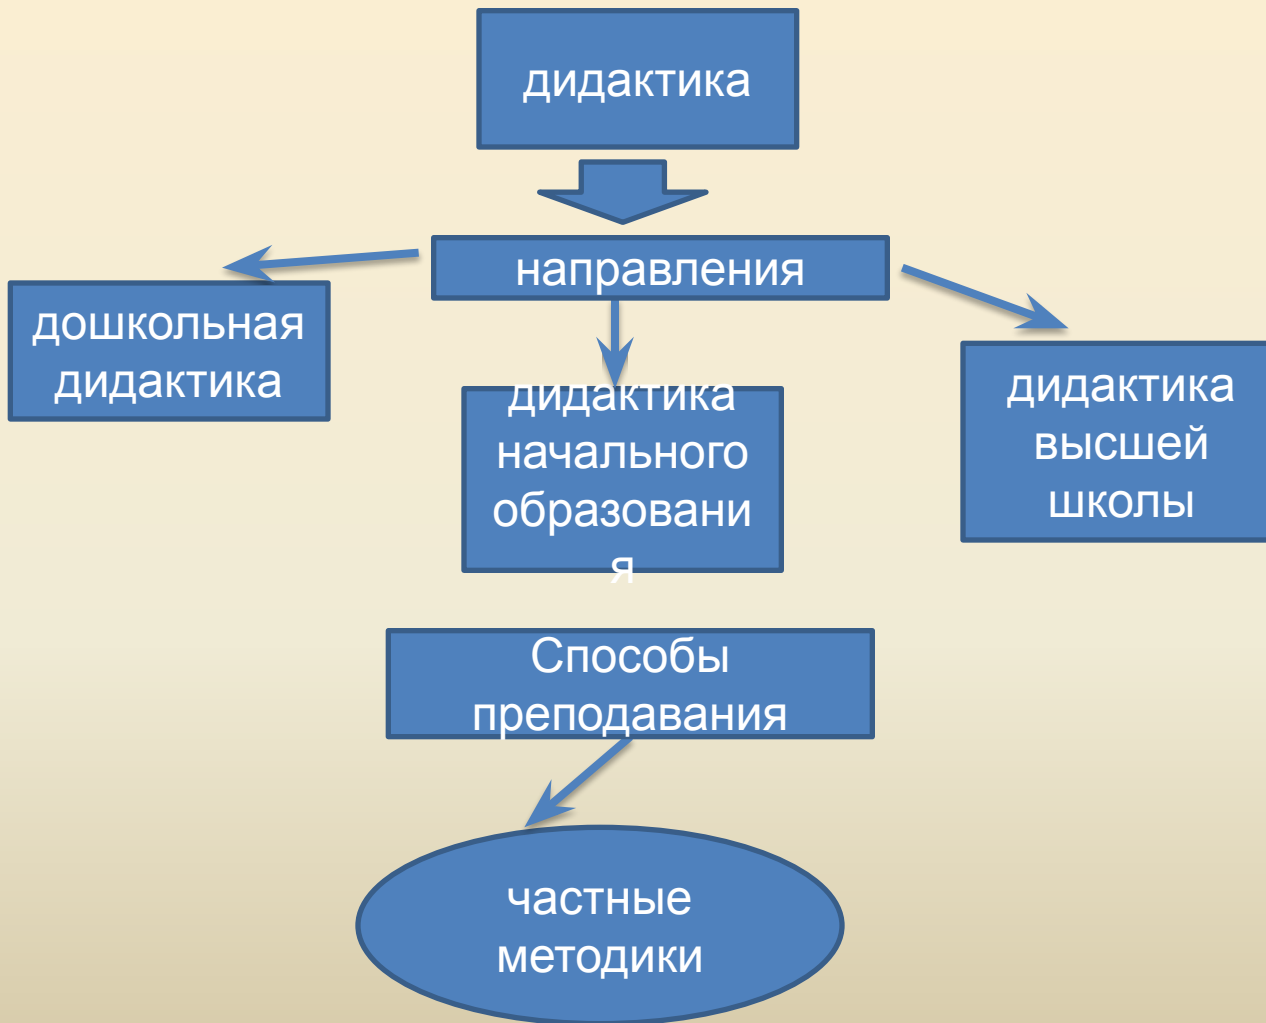 дидактика
направления
дошкольная
дидактика
дидактика
начального
образовани
я
дидактика
высшей
школы
Способы
преподавания
частные
методики